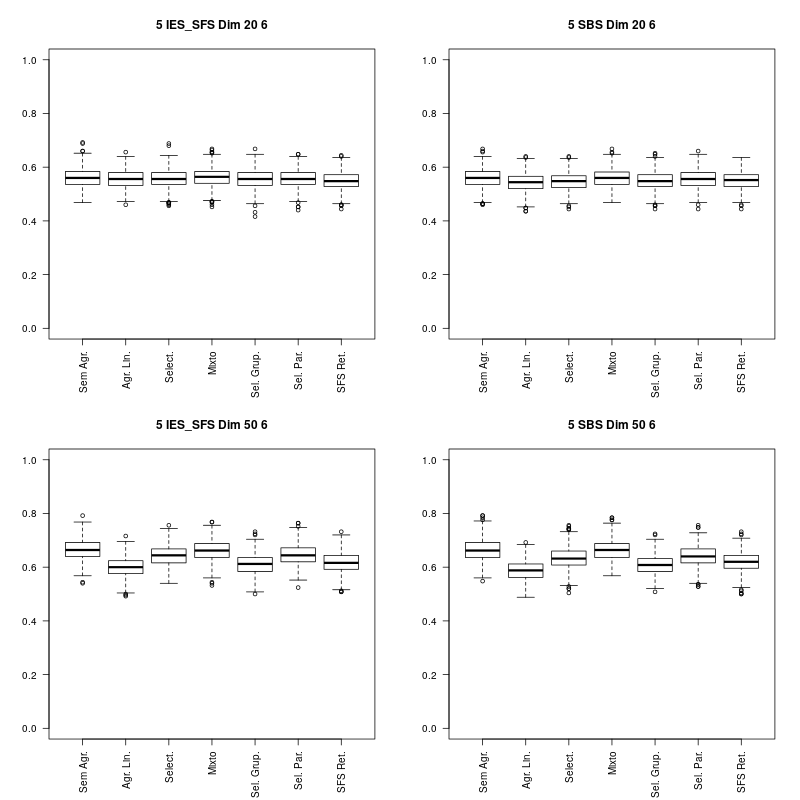 5 IES_SFS Dim 20 6
1.0
0.8
0.6
0.4
0.2
0.0
Sem Agr.
Agr. Lin.
Select.
Mixto
Sel. Grup.
Sel. Par.
SFS Ret.
5 SBS Dim 20 6
1.0
0.8
0.6
0.4
0.2
0.0
Sem Agr.
Agr. Lin.
Select.
Mixto
Sel. Grup.
Sel. Par.
SFS Ret.
5 IES_SFS Dim 50 6
1.0
0.8
0.6
0.4
0.2
0.0
Sem Agr.
Agr. Lin.
Select.
Mixto
Sel. Grup.
Sel. Par.
SFS Ret.
5 SBS Dim 50 6
1.0
0.8
0.6
0.4
0.2
0.0
Sem Agr.
Agr. Lin.
Select.
Mixto
Sel. Grup.
Sel. Par.
SFS Ret.